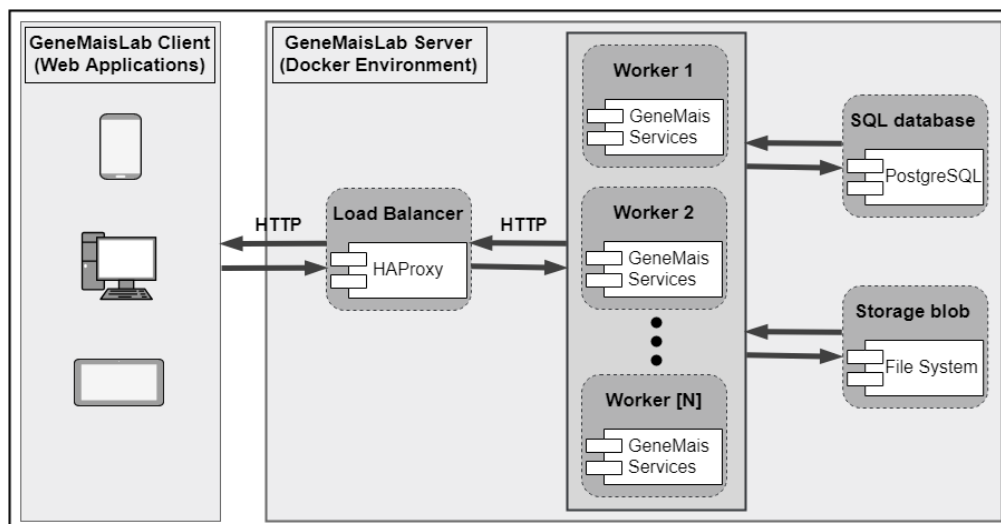 GeneMaisLab Client
(Web Applications)
GeneMaisLab Server
(Docker Environment)
HTTP
Load Balancer
HAProxy
HTTP
Worker 1
GeneMais
Services
Worker 2
GeneMais
Services
Worker [N]
GeneMais
Services
SQL database
PostgreSQL
Storage blob
File System